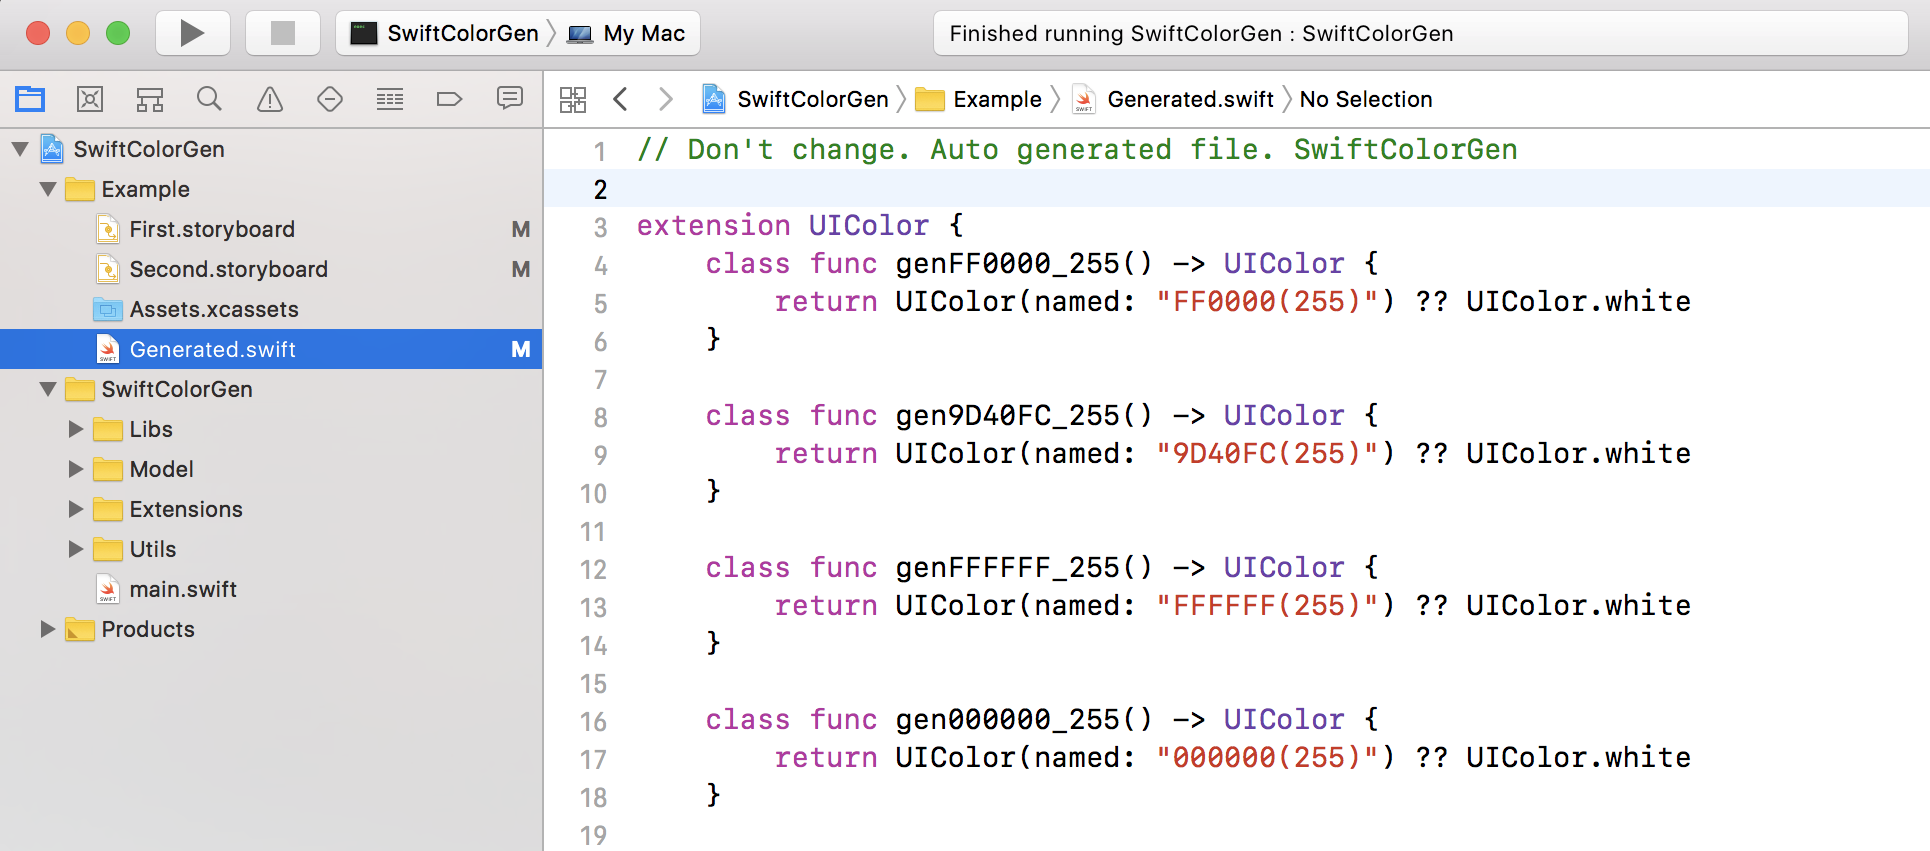 SwiftColorGen My Mac
Finished running SwiftColorGen : SwiftColorGen
SwiftColorGen Example Generated.swift No Selection
SwiftColorGen
Example
First.storyboard M
Second.storyboard M
Assets.xcassets
Generated.swift M
SwiftColorGen
Libs
Model
Extensions
Utils
main.swift
Products
1 // Don't change. Auto generated file. SwiftColorGen
2
3 extension UIColor {
4 class func genFF0000_255() -> UIColor {
5 return UIColor(named: "FF0000(255)") ?? UIColor.white
6 }
7
8 class func gen9D40FC_255() -> UIColor {
9 return UIColor(named: "9D40FC(255)") ?? UIColor.white
10 }
11
12 class func genFFFFFF_255() -> UIColor {
13 return UIColor(named: "FFFFFF(255)") ?? UIColor.white
14 }
15
16 class func gen000000_255() -> UIColor {
17 return UIColor(named: "000000(255)") ?? UIColor.white
18 }
19